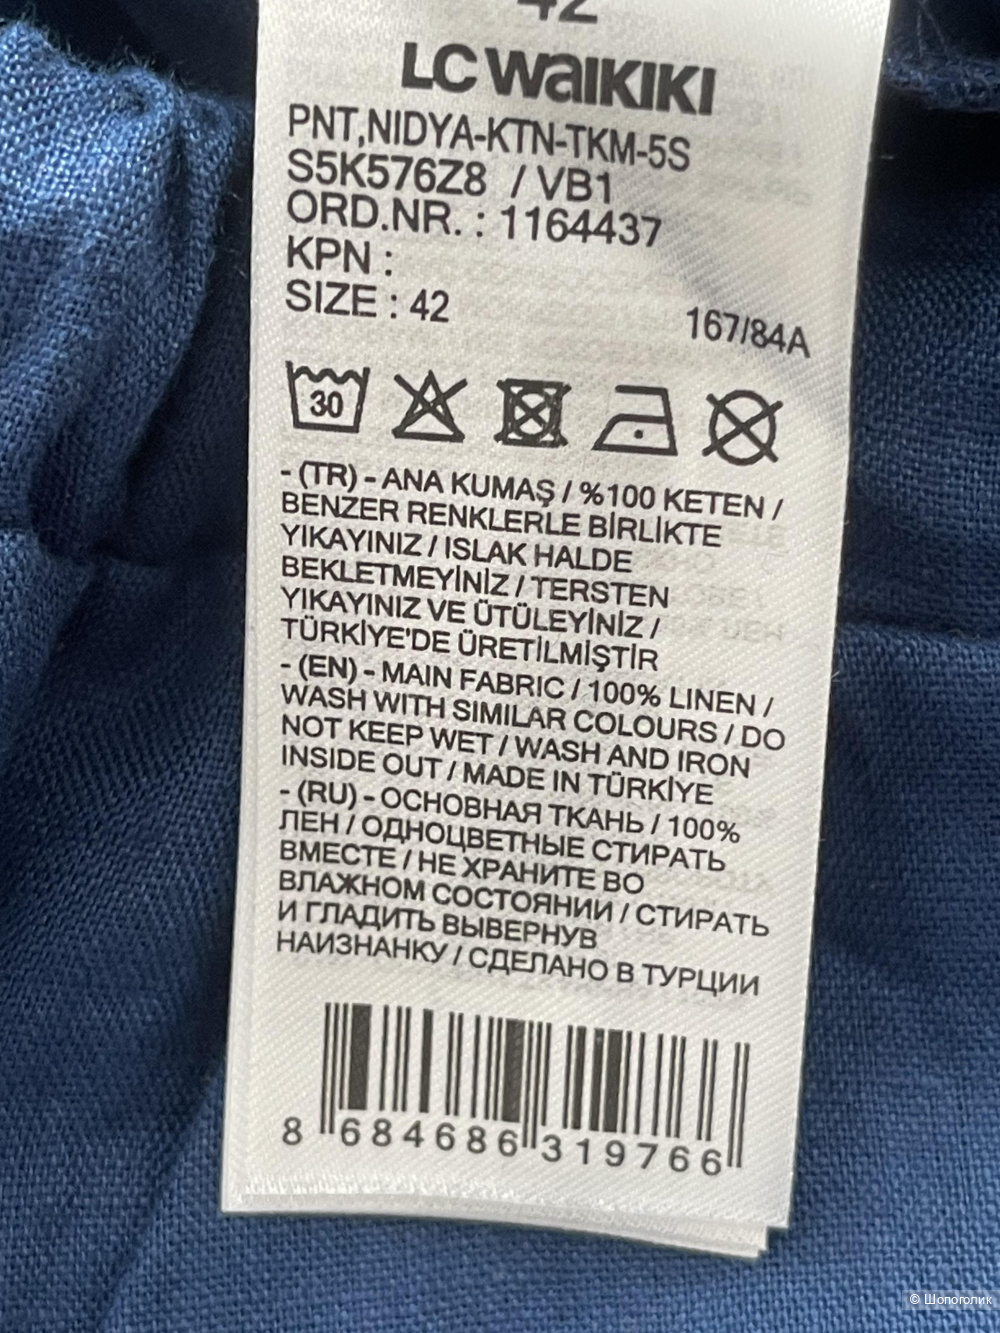 42
LC WAIKIKI
PNT,NIDYA-KTN-TKM-5S
S5K576Z8 / VB1
ORD.NR. : 1164437
KPN :
SIZE : 42
167/84A
30
- (TR) - ANA KUMAŞ / %100 KETEN /
BENZER RENKLERLE BİRLİKTE
YIKAYINIZ / ISLAK HALDE
BEKLETMEYİNİZ / TERSTEN
YIKAYINIZ VE ÜTÜLEYİNİZ /
TÜRKİYE'DE ÜRETİLMİŞTİR
- (EN) - MAIN FABRIC / 100% LINEN /
WASH WITH SIMILAR COLOURS / DO
NOT KEEP WET / WASH AND IRON
INSIDE OUT / MADE IN TÜRKİYE
- (RU) - ОСНОВНАЯ ТКАНЬ / 100%
ЛЕН / ОДНОЦВЕТНЫЕ СТИРАТЬ
ВМЕСТЕ / НЕ ХРАНИТЕ ВО
ВЛАЖНОМ СОСТОЯНИИ / СТИРАТЬ
И ГЛАДИТЬ ВЫВЕРНУВ
НАИЗНАНКУ / СДЕЛАНО В ТУРЦИИ
8 684686 319766
© Шопоголик